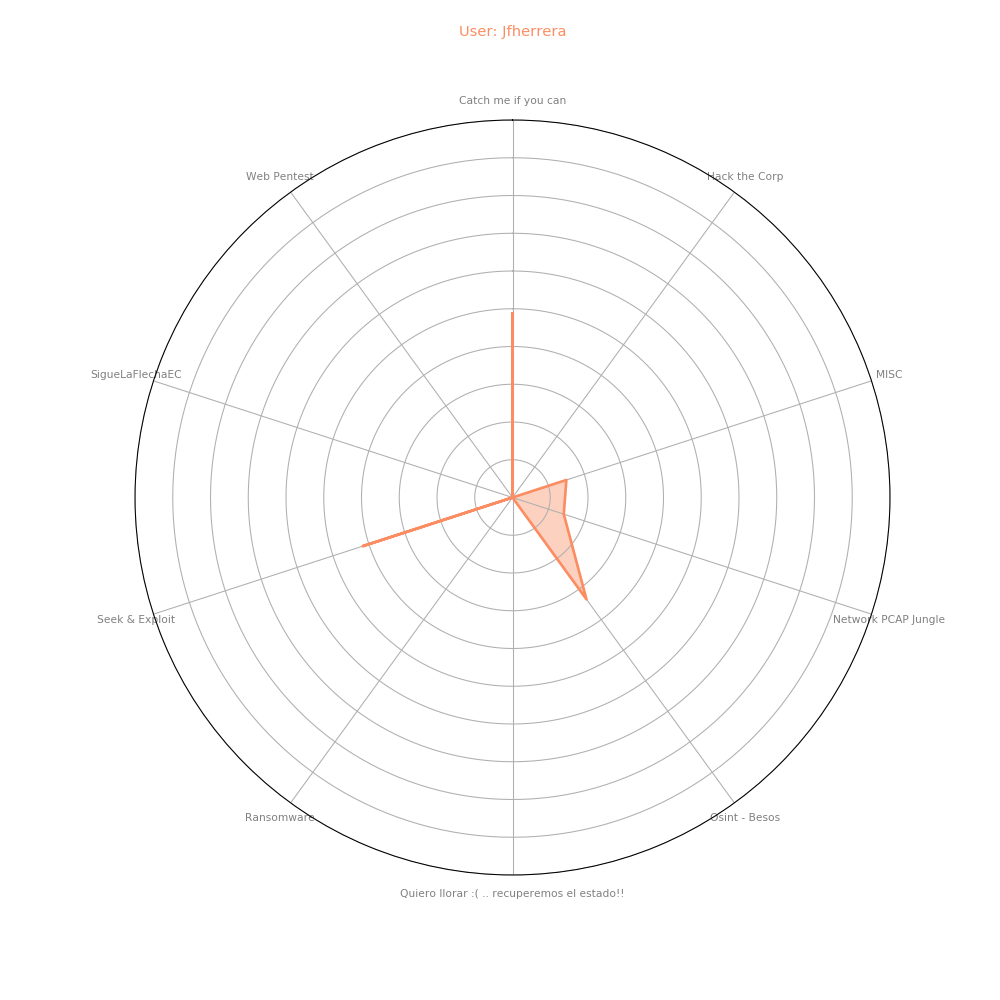 User: Jfherrera
Catch me if you can
Web Pentest
Hack the Corp
SigueLaFlechaEC
MISC
Seek & Exploit
Network PCAP Jungle
Ransomware
Osint - Besos
Quiero llorar :( .. recuperemos el estado!!